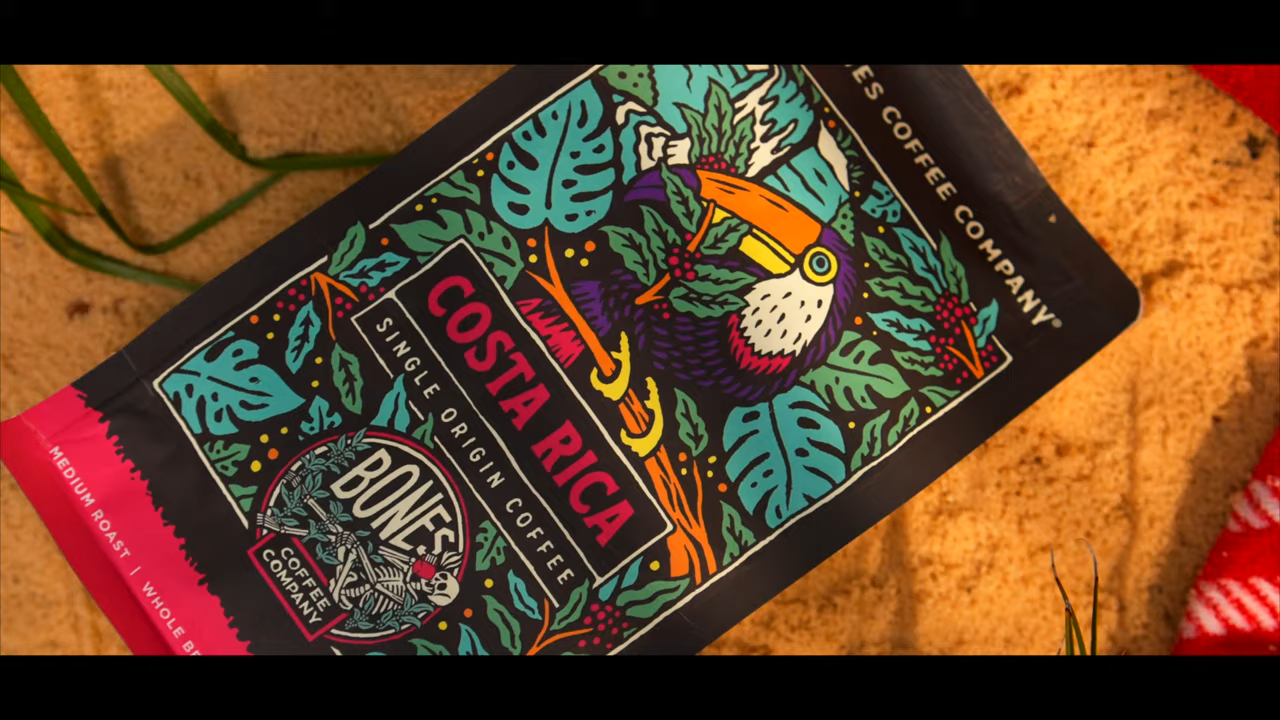 ES COFFEE COMPANY®
COSTA RICA
SINGLE ORIGIN COFFEE
BONES
COFFEE
COMPANY
MEDIUM ROAST | WHOLE BE